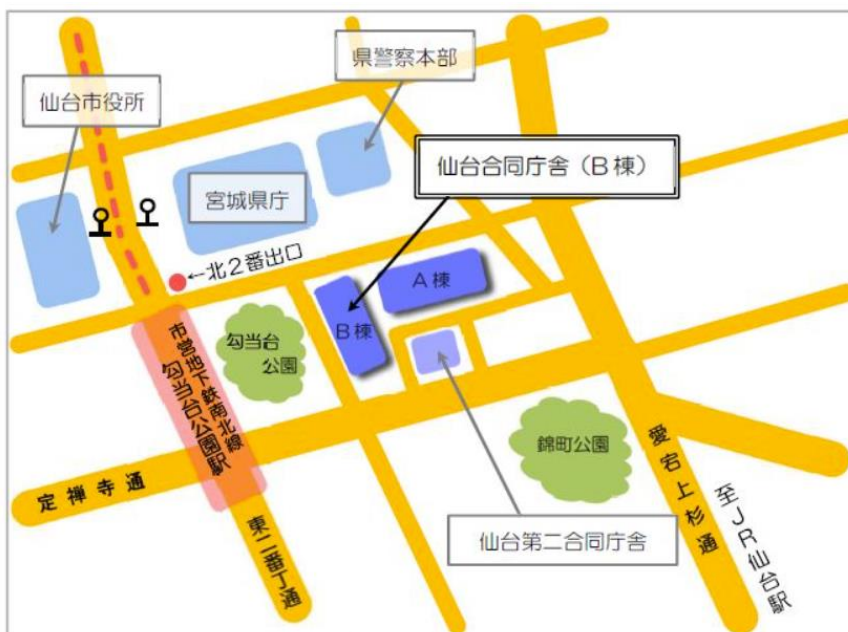 県警察本部
仙台市役所
仙台合同庁舎（B棟）
宮城県庁
←北２番出口
A棟
B棟
勾当台
公園
市営地下鉄南北線
勾当台公園駅
錦町公園
愛宕上杉通
至JR仙台駅
定禅寺通
仙台第二合同庁舎
東二番丁通